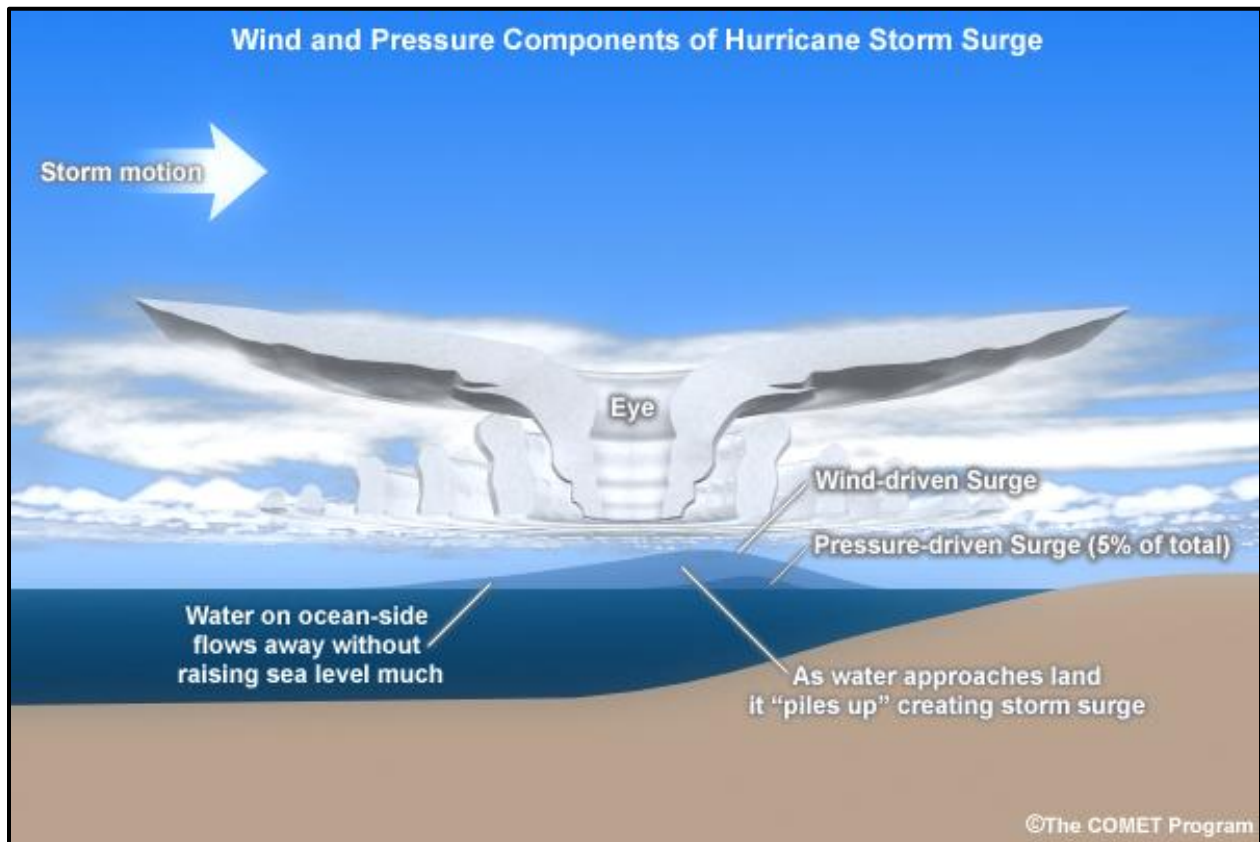 Wind and Pressure Components of Hurricane Storm Surge
Storm motion
Eye
Wind-driven Surge
Pressure-driven Surge (5% of total)
Water on ocean-side
flows away without
raising sea level much
As water approaches land
it “piles up” creating storm surge
©The COMET Program